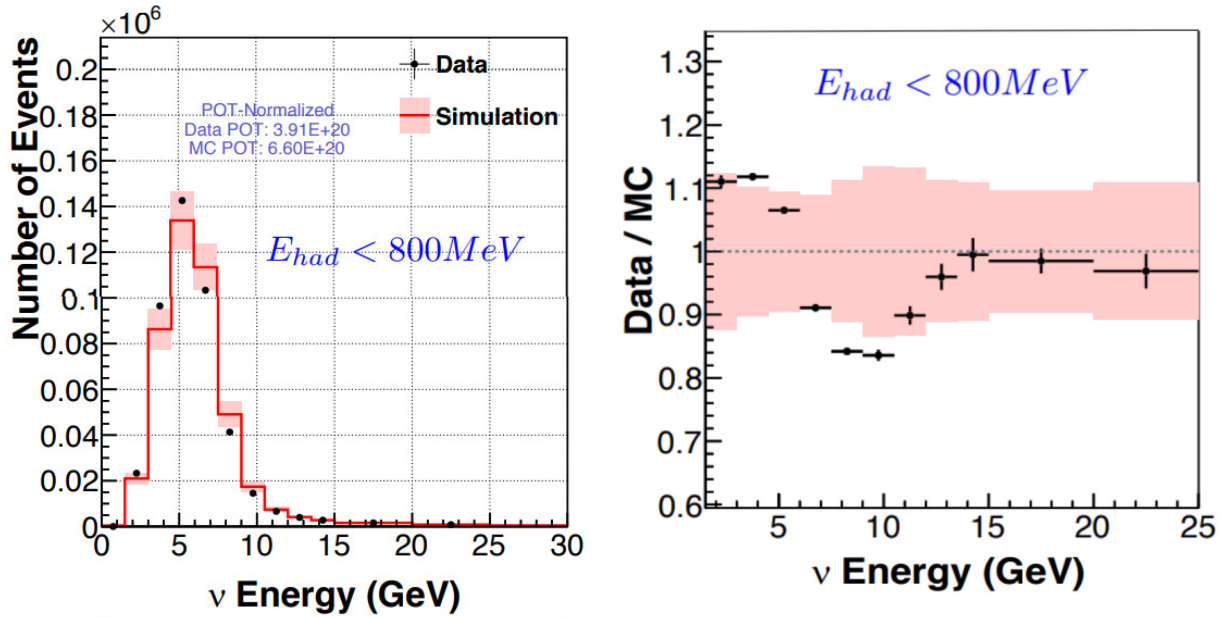 ×10⁶
Number of Events
0.2
0.18
0.16
0.14
0.12
0.1
0.08
0.06
0.04
0.02
0
Data
Simulation
POT-Normalized
Data POT: 3.91E+20
MC POT: 6.60E+20
E_had < 800MeV
0 5 10 15 20 25 30
ν Energy (GeV)
Data / MC
1.3
1.2
1.1
1
0.9
0.8
0.7
0.6
E_had < 800MeV
5 10 15 20 25
ν Energy (GeV)